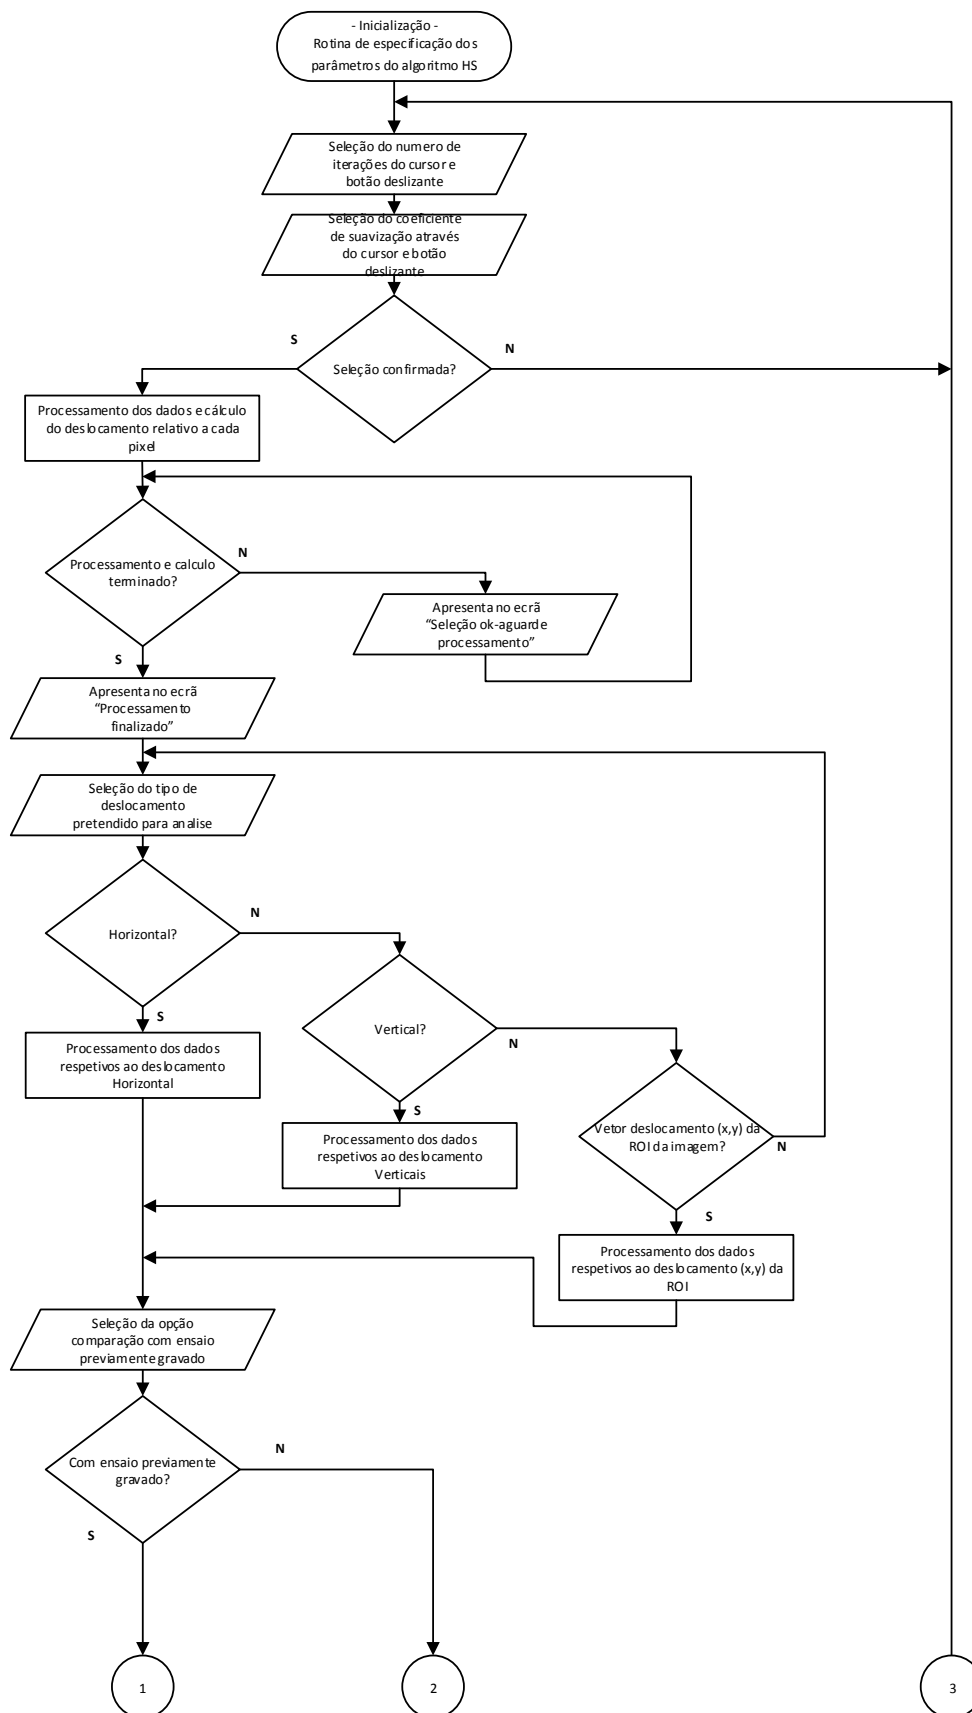 - Inicialização -
Rotina de especificação dos
parâmetros do algoritmo HS
Seleção do numero de
iterações do cursor e
botão deslizante
Seleção do coeficiente
de suavização através
do cursor e botão
deslizante
S
N
Seleção confirmada?
Processamento dos dados e cálculo
do deslocamento relativo a cada
pixel
N
Processamento e calculo
terminado?
Apresenta no ecrã
“Seleção ok-aguarde
processamento”
S
Apresenta no ecrã
“Processamento
finalizado”
Seleção do tipo de
deslocamento
pretendido para analise
N
Horizontal?
S
Vertical?
N
Processamento dos dados
respetivos ao deslocamento
Horizontal
S
Vetor deslocamento (x,y) da
ROI da imagem?
N
Processamento dos dados
respetivos ao deslocamento
Verticais
S
Processamento dos dados
respetivos ao deslocamento (x,y) da
ROI
Seleção da opção
comparação com ensaio
previamente gravado
N
Com ensaio previamente
gravado?
S
1
2
3